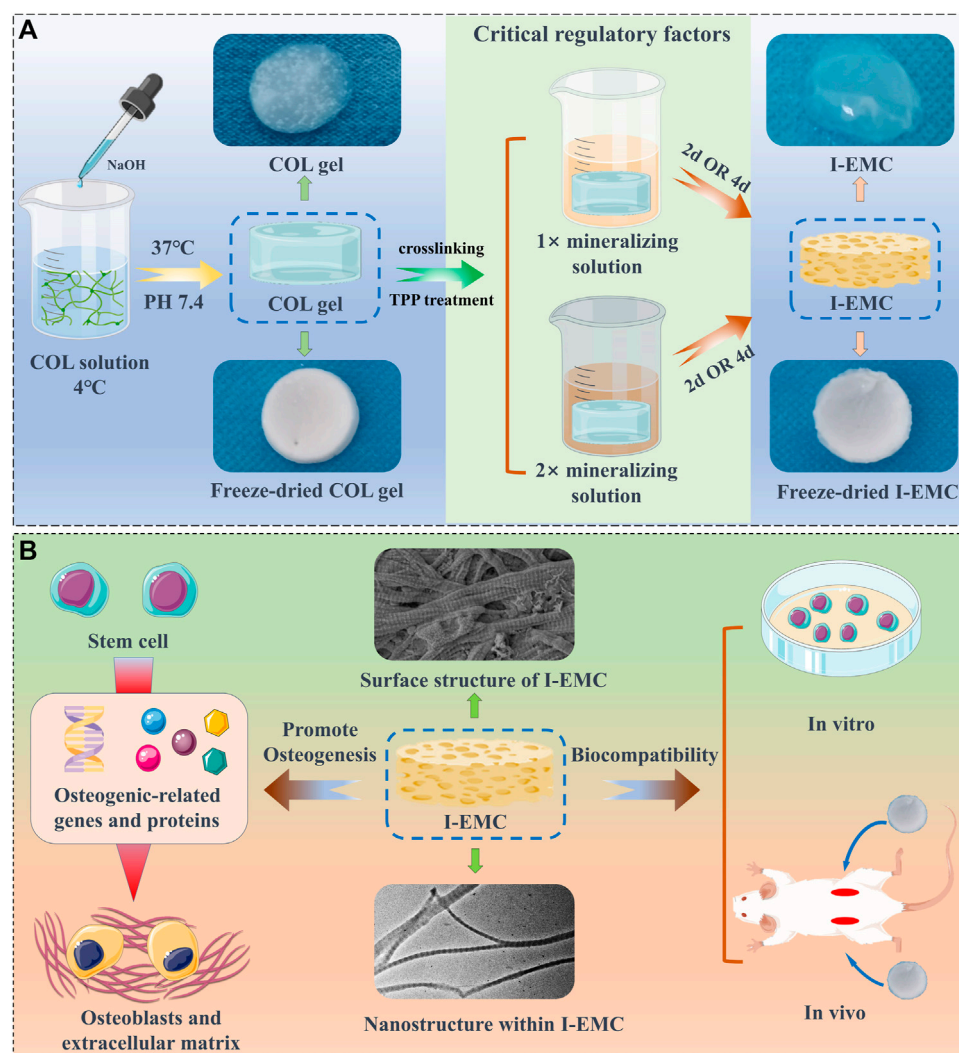 A
NaOH
COL solution
4°C
37°C
PH 7.4
COL gel
COL gel
Freeze-dried COL gel
crosslinking
TPP treatment
Critical regulatory factors
1× mineralizing
solution
2× mineralizing
solution
2d OR 4d
2d OR 4d
I-EMC
I-EMC
Freeze-dried I-EMC
B
Stem cell
Osteogenic-related
genes and proteins
Osteoblasts and
extracellular matrix
Promote
Osteogenesis
Surface structure of I-EMC
I-EMC
Nanostructure within I-EMC
Biocompatibility
In vitro
In vivo